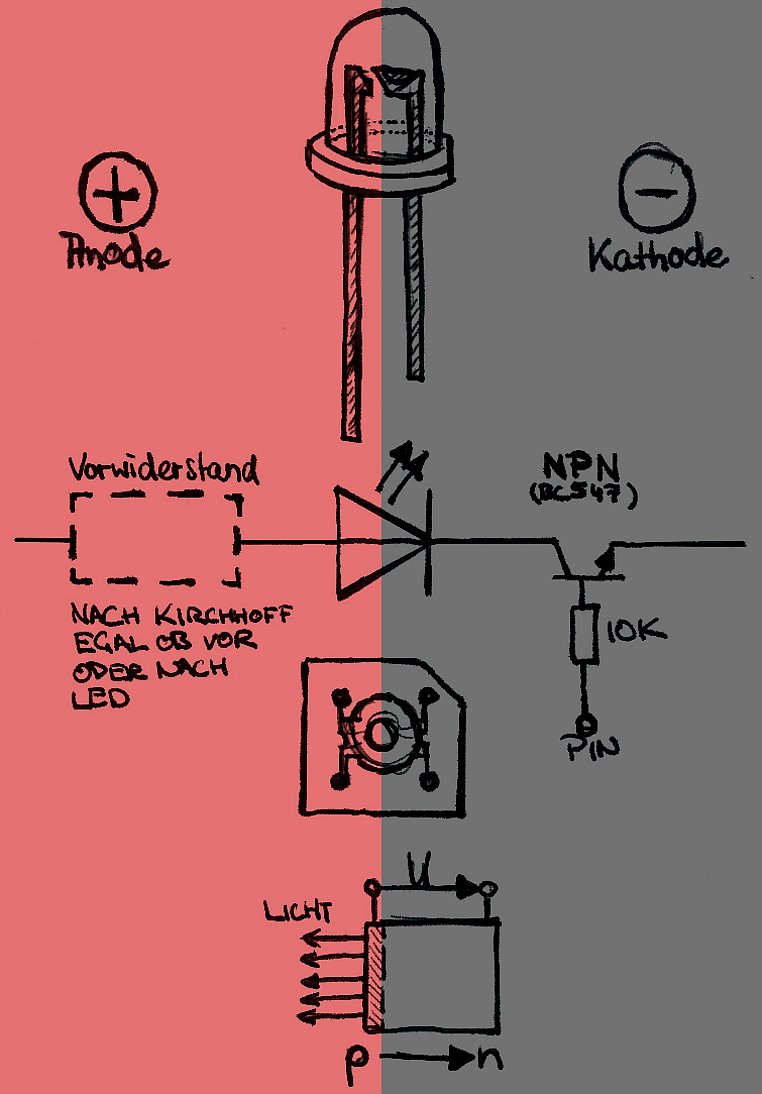 +
-
Anode
Kathode
Vorwiderstand
NPN
(BC547)
NACH KIRCHHOFF
EGAL OB VOR
ODER NACH
LED
10K
PIN
U
LICHT
p
n